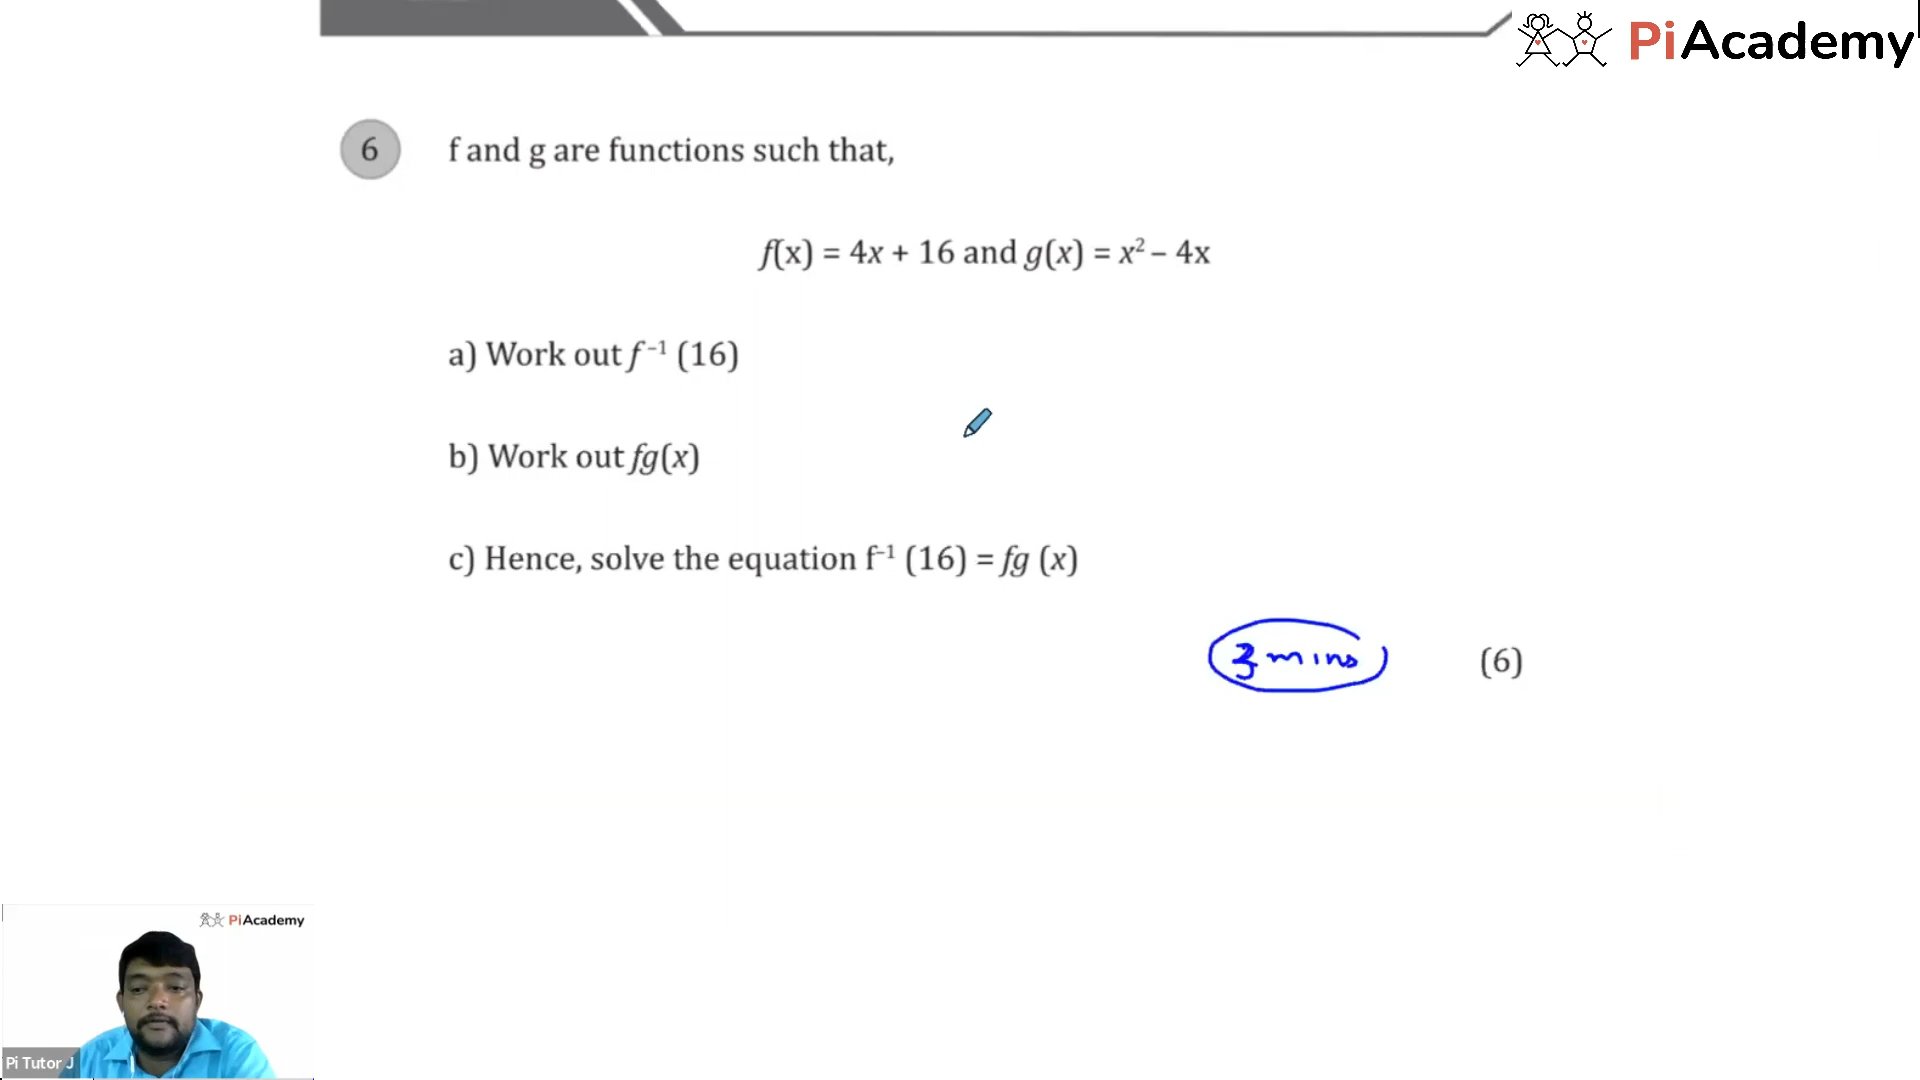 PiAcademy
6 f and g are functions such that,
f(x) = 4x + 16 and g(x) = x² – 4x
a) Work out f⁻¹ (16)
b) Work out fg(x)
c) Hence, solve the equation f⁻¹ (16) = fg (x)
3 mins (6)
PiAcademy
Pi Tutor J